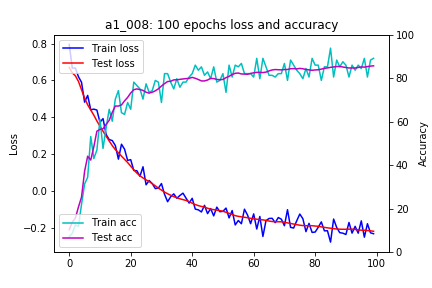 a1_008: 100 epochs loss and accuracy
Train loss
Test loss
Train acc
Test acc
Loss
Accuracy
0.8
0.6
0.4
0.2
0.0
−0.2
100
80
60
40
20
0
0 20 40 60 80 100